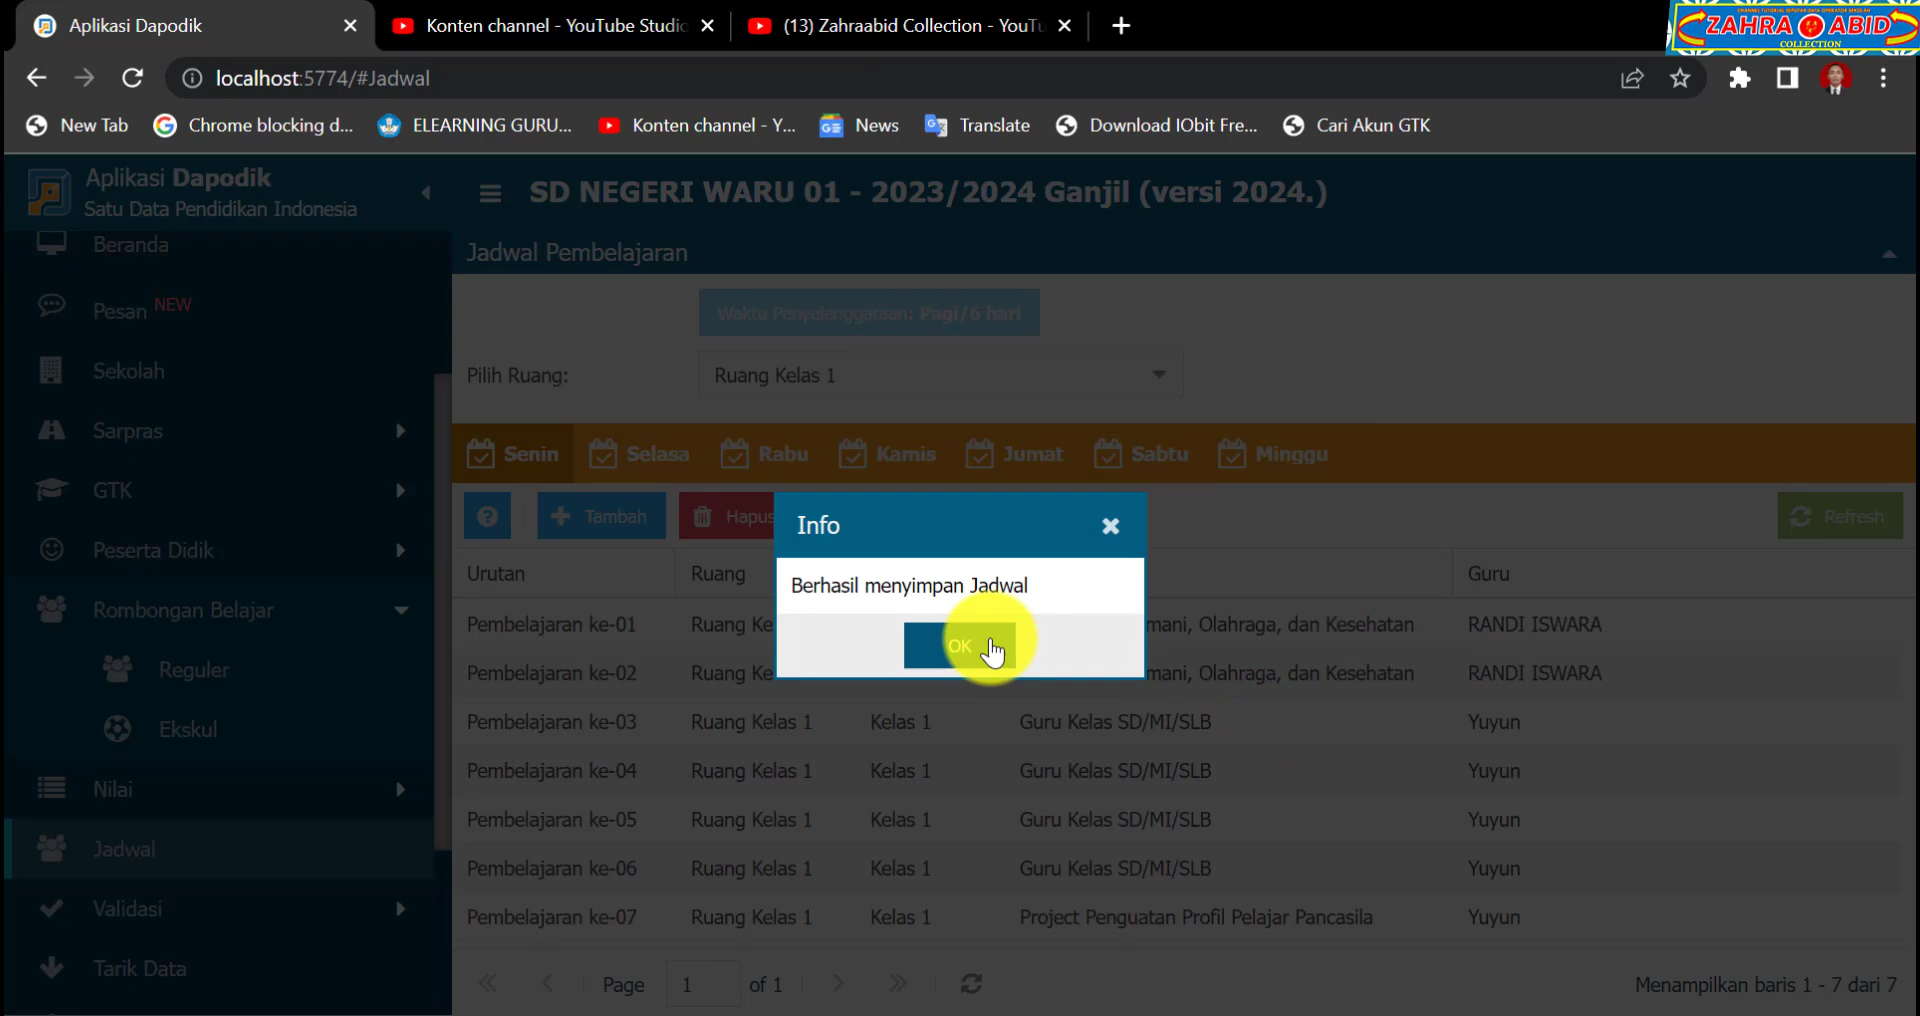 Aplikasi Dapodik
Konten channel - YouTube Studio
(13) Zahraabid Collection - YouTu
ZAHRA ABID
COLLECTION
localhost:5774/#Jadwal
New Tab
Chrome blocking d...
ELEARNING GURU...
Konten channel - Y...
News
Translate
Download IObit Fre...
Cari Akun GTK
Aplikasi Dapodik
Satu Data Pendidikan Indonesia
SD NEGERI WARU 01 - 2023/2024 Ganjil (versi 2024.)
Beranda
Pesan NEW
Sekolah
Sarpras
GTK
Peserta Didik
Rombongan Belajar
Reguler
Ekskul
Nilai
Jadwal
Validasi
Tarik Data
Jadwal Pembelajaran
Waktu Penyelenggaraan: Pagi/6 hari
Pilih Ruang: Ruang Kelas 1
Senin Selasa Rabu Kamis Jumat Sabtu Minggu
Tambah Hapus Refresh
Info
Berhasil menyimpan Jadwal
OK
Urutan Ruang Guru
Pembelajaran ke-01 Ruang Ke mani, Olahraga, dan Kesehatan RANDI ISWARA
Pembelajaran ke-02 Ruang Ke mani, Olahraga, dan Kesehatan RANDI ISWARA
Pembelajaran ke-03 Ruang Kelas 1 Kelas 1 Guru Kelas SD/MI/SLB Yuyun
Pembelajaran ke-04 Ruang Kelas 1 Kelas 1 Guru Kelas SD/MI/SLB Yuyun
Pembelajaran ke-05 Ruang Kelas 1 Kelas 1 Guru Kelas SD/MI/SLB Yuyun
Pembelajaran ke-06 Ruang Kelas 1 Kelas 1 Guru Kelas SD/MI/SLB Yuyun
Pembelajaran ke-07 Ruang Kelas 1 Kelas 1 Project Penguatan Profil Pelajar Pancasila Yuyun
Page 1 of 1
Menampilkan baris 1 - 7 dari 7